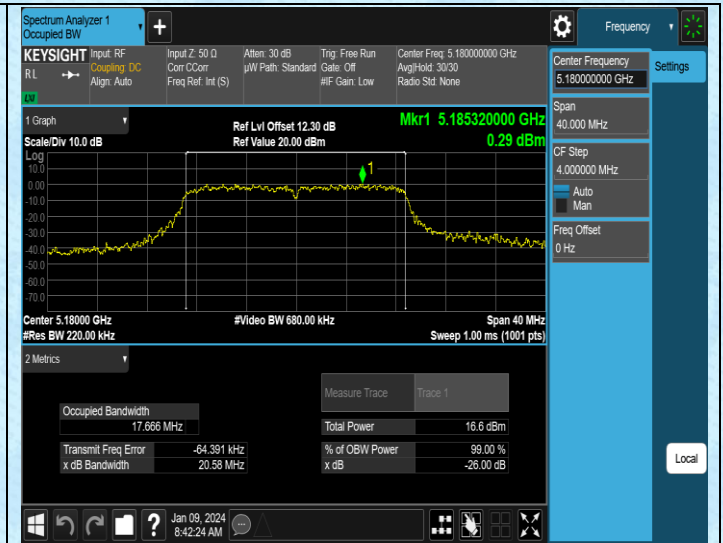 Spectrum Analyzer 1
Occupied BW
+
Frequency
KEYSIGHT
RL
LXI
Input: RF
Coupling: DC
Align: Auto
Input Z: 50 Ω
Corr CCorr
Freq Ref: Int (S)
Atten: 30 dB
µW Path: Standard
Trig: Free Run
Gate: Off
#IF Gain: Low
Center Freq: 5.180000000 GHz
Avg|Hold: 30/30
Radio Std: None
Center Frequency
5.180000000 GHz
Settings
Span
40.000 MHz
CF Step
4.000000 MHz
Auto
Man
Freq Offset
0 Hz
1 Graph
Scale/Div 10.0 dB
Ref Lvl Offset 12.30 dB
Ref Value 20.00 dBm
Mkr1 5.185320000 GHz
0.29 dBm
Log
10.0
0.00
-10.0
-20.0
-30.0
-40.0
-50.0
-60.0
-70.0
1
Center 5.18000 GHz
#Res BW 220.00 kHz
#Video BW 680.00 kHz
Span 40 MHz
Sweep 1.00 ms (1001 pts)
2 Metrics
Measure Trace
Trace 1
Occupied Bandwidth
17.666 MHz
Total Power
16.6 dBm
Transmit Freq Error
-64.391 kHz
% of OBW Power
99.00 %
x dB Bandwidth
20.58 MHz
x dB
-26.00 dB
Local
?
Jan 09, 2024
8:42:24 AM